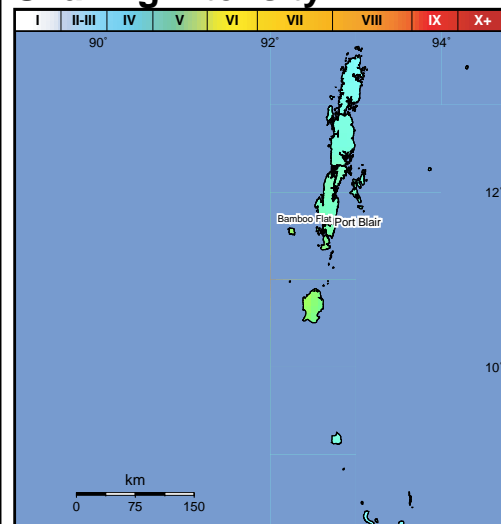 I II-III IV V VI VII VIII IX X+
90˚ 92˚ 94˚
12
Bamboo Flat Port Blair
10
km
0 75 150